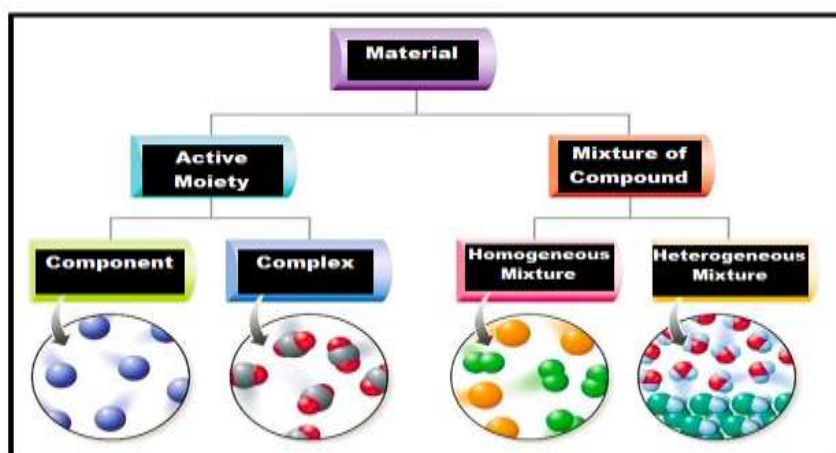 Material
Active
Moiety
Mixture of
Compound
Component
Complex
Homogeneous
Mixture
Heterogeneous
Mixture